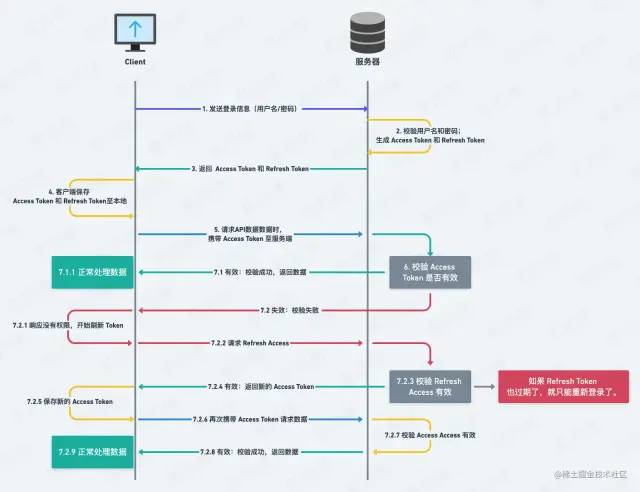 Client
服务器
1. 发送登录信息（用户名/密码）
2. 校验用户名和密码；
生成 Access Token 和 Refresh Token
3. 返回 Access Token 和 Refresh Token
4. 客户端保存
Access Token 和 Refresh Token至本地
5. 请求API数据数据时，
携带 Access Token 至服务端
7.1.1 正常处理数据
7.1 有效：校验成功，返回数据
6. 校验 Access
Token 是否有效
7.2 失效：校验失败
7.2.1 响应没有权限，开始刷新 Token
7.2.2 请求 Refresh Access
7.2.3 校验 Refresh
Access 有效
如果 Refresh Token
也过期了，就只能重新登录了。
7.2.4 有效：返回新的 Access Token
7.2.5 保存新的 Access Token
7.2.6 再次携带 Access Token 请求数据
7.2.7 校验 Access Access 有效
7.2.9 正常处理数据
7.2.8 有效：校验成功，返回数据
@稀土掘金技术社区